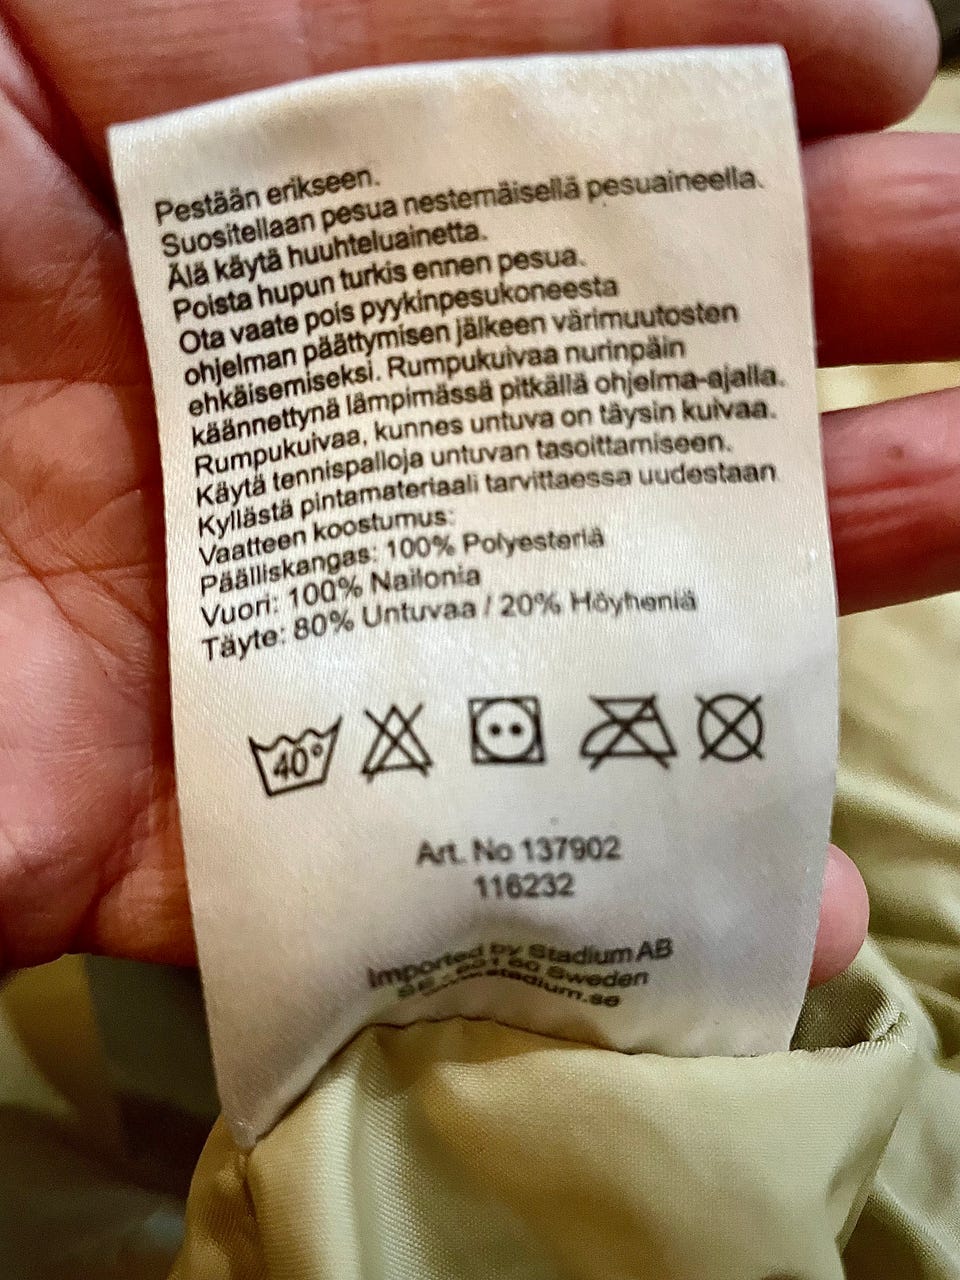 Pestään erikseen.
Suositellaan pesua nestemäisellä pesuaineella.
Älä käytä huuhteluainetta.
Poista hupun turkis ennen pesua.
Ota vaate pois pyykinpesukoneesta
ohjelman päättymisen jälkeen värimuutosten
ehkäisemiseksi. Rumpukuivaa nurinpäin
käännettynä lämpimässä pitkällä ohjelma-ajalla.
Rumpukuivaa, kunnes untuva on täysin kuivaa.
Käytä tennispalloja untuvan tasoittamiseen.
Kyllästä pintamateriaali tarvittaessa uudestaan
Vaatteen koostumus:
Päälliskangas: 100% Polyesteriä
Vuori: 100% Nailonia
Täyte: 80% Untuvaa / 20% Höyheniä
40°
Art. No 137902
116232
Imported by Stadium AB
Sweden